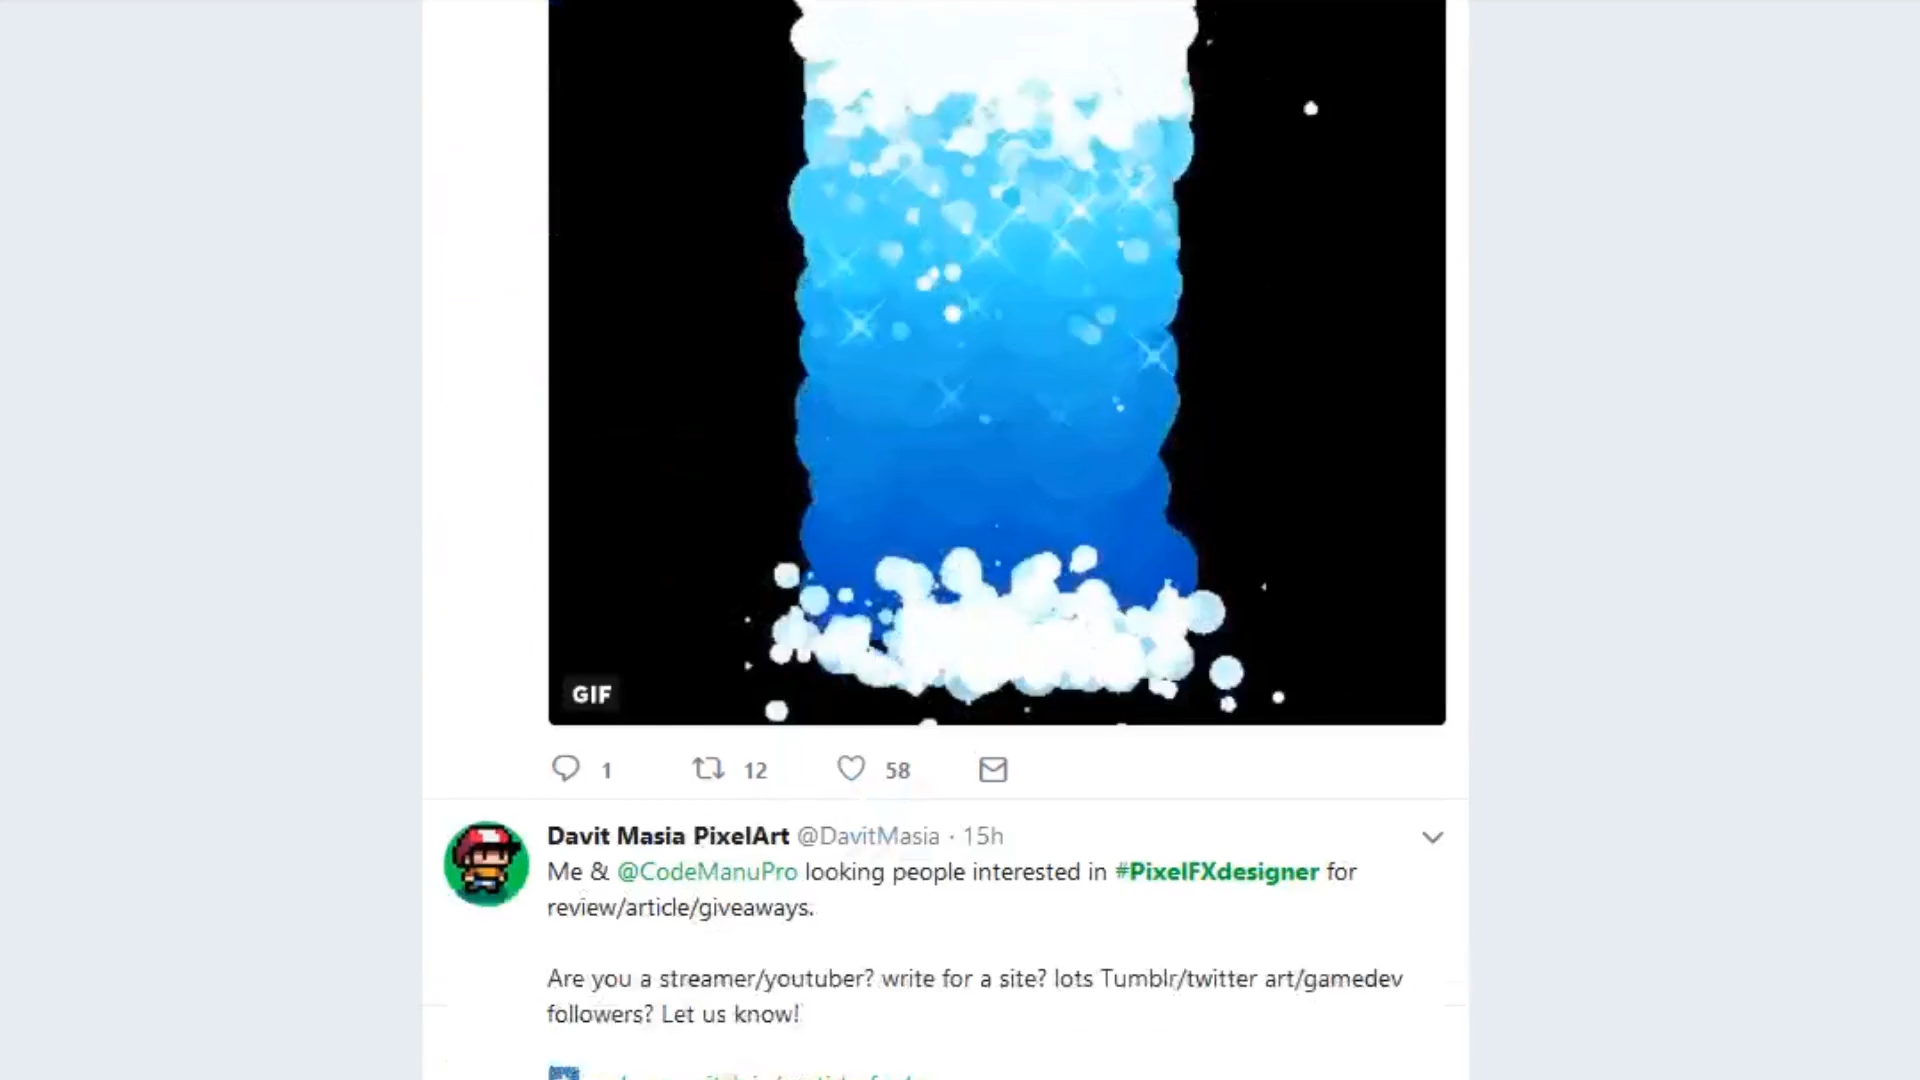 GIF
1 12 58
Davit Masia PixelArt @DavitMasia · 15h
Me & @CodeManuPro looking people interested in #PixelFXdesigner for
review/article/giveaways.
Are you a streamer/youtuber? write for a site? lots Tumblr/twitter art/gamedev
followers? Let us know!